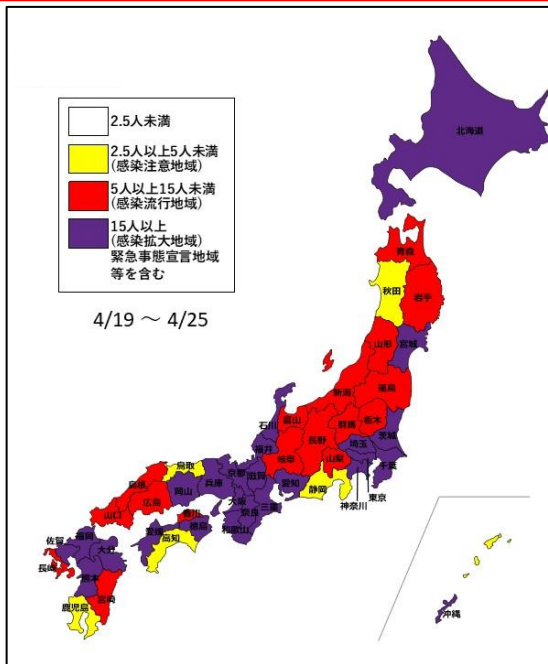 2.5人未満
2.5人以上5人未満
(感染注意地域)
5人以上15人未満
(感染流行地域)
15人以上
(感染拡大地域)
緊急事態宣言地域
等を含む
4/19 ～ 4/25
北海道
青森
秋田
岩手
山形
宮城
新潟
福島
石川
富山
群馬
栃木
福井
長野
埼玉
茨城
岐阜
山梨
千葉
鳥取
京都
滋賀
愛知
静岡
東京
神奈川
島根
岡山
兵庫
広島
大阪
奈良
三重
山口
香川
和歌山
徳島
愛媛
高知
佐賀
福岡
大分
長崎
熊本
宮崎
鹿児島
沖縄